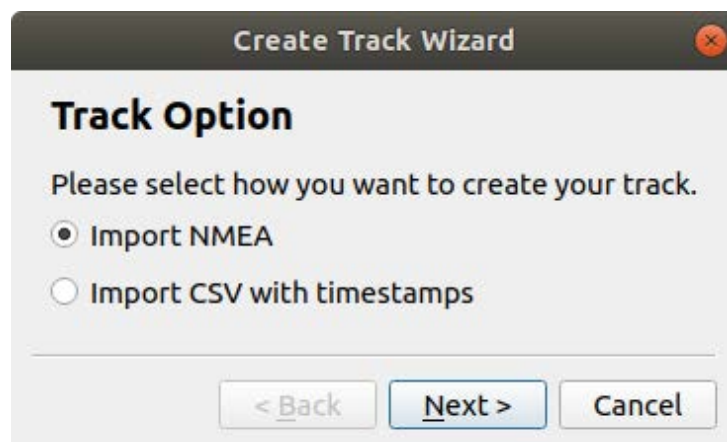 Create Track Wizard
Track Option
Please select how you want to create your track.
Import NMEA
Import CSV with timestamps
< Back Next > Cancel